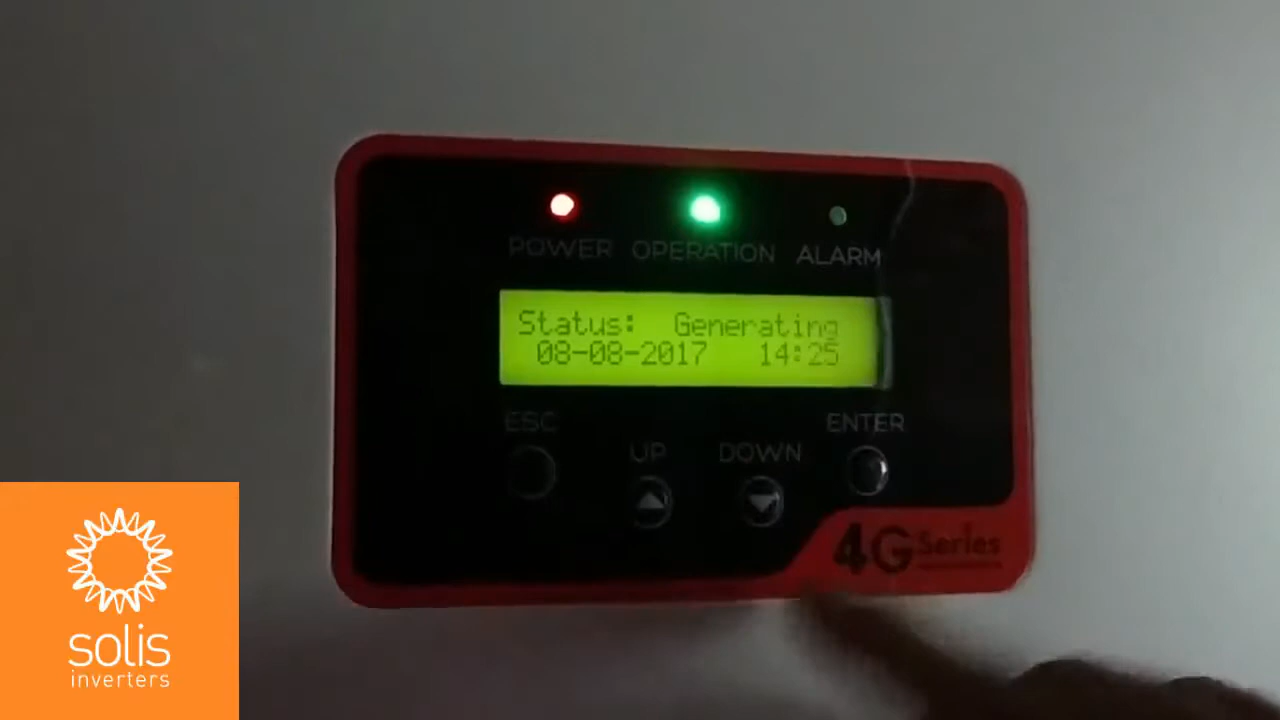 POWER OPERATION ALARM
Status: Generating
08-08-2017 14:25
ESC ENTER
UP DOWN
4G Series
solis
inverters